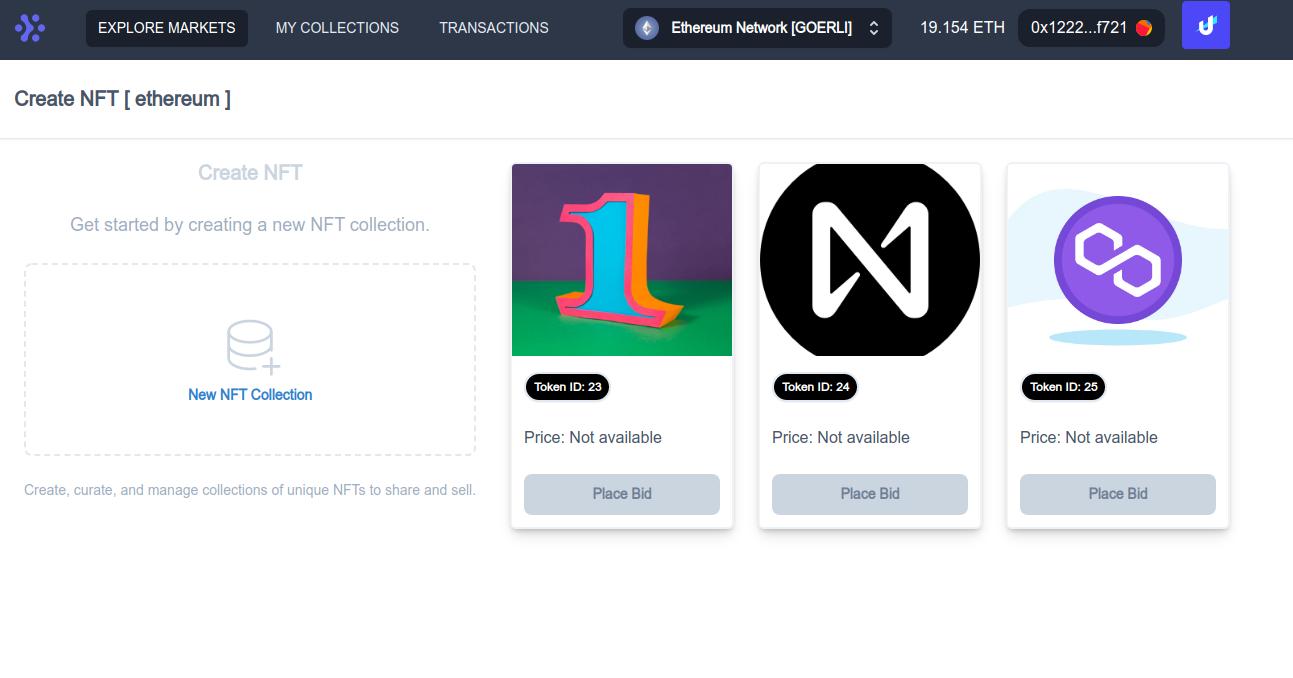 EXPLORE MARKETS MY COLLECTIONS TRANSACTIONS Ethereum Network [GOERLI] 19.154 ETH 0x1222...f721
Create NFT [ ethereum ]
Create NFT
Get started by creating a new NFT collection.
New NFT Collection
Create, curate, and manage collections of unique NFTs to share and sell.
1
Token ID: 23
Price: Not available
Place Bid
Token ID: 24
Price: Not available
Place Bid
Token ID: 25
Price: Not available
Place Bid